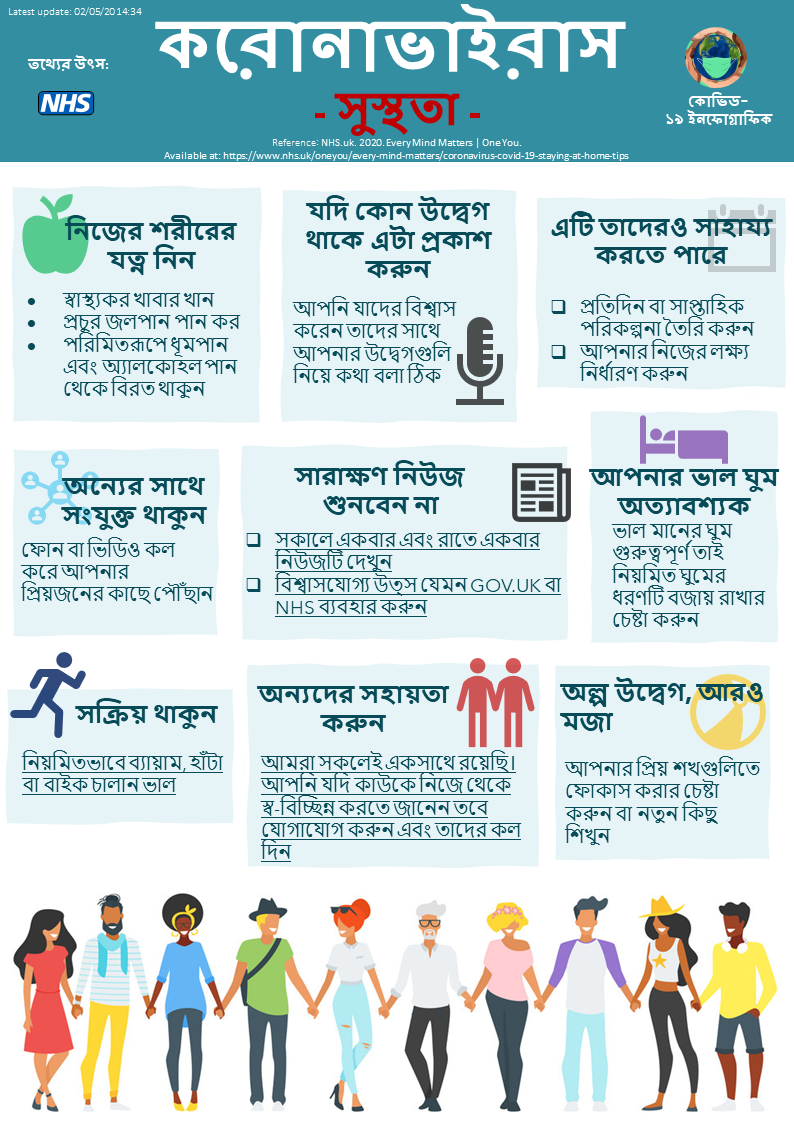 Latest update: 02/05/20 14:34
করোনাভাইরাস
তথ্যের উৎস:
NHS
- সুস্থতা -
কোভিড-
১৯ ইনফোগ্রাফিক
Reference: NHS.uk. 2020. Every Mind Matters | One You.
Available at: https://www.nhs.uk/oneyou/every-mind-matters/coronavirus-covid-19-staying-at-home-tips
নিজের শরীরের
যত্ন নিন
• স্বাস্থ্যকর খাবার খান
• প্রচুর জলপান পান কর
• পরিমিতরূপে ধূমপান
এবং অ্যালকোহল পান
থেকে বিরত থাকুন
যদি কোন উদ্বেগ
থাকে এটা প্রকাশ
করুন
আপনি যাদের বিশ্বাস
করেন তাদের সাথে
আপনার উদ্বেগগুলি
নিয়ে কথা বলা ঠিক
এটি তাদেরও সাহায্য
করতে পারে
❑ প্রতিদিন বা সাপ্তাহিক
পরিকল্পনা তৈরি করুন
❑ আপনার নিজের লক্ষ্য
নির্ধারণ করুন
অন্যের সাথে
সংযুক্ত থাকুন
ফোন বা ভিডিও কল
করে আপনার
প্রিয়জনের কাছে পৌঁছান
সারাক্ষণ নিউজ
শুনবেন না
❑ সকালে একবার এবং রাতে একবার
নিউজটি দেখুন
❑ বিশ্বাসযোগ্য উত্স যেমন GOV.UK বা
NHS ব্যবহার করুন
আপনার ভাল ঘুম
অত্যাবশ্যক
ভাল মানের ঘুম
গুরুত্বপূর্ণ তাই
নিয়মিত ঘুমের
ধরণটি বজায় রাখার
চেষ্টা করুন
সক্রিয় থাকুন
নিয়মিতভাবে ব্যায়াম, হাঁটা
বা বাইক চালান ভাল
অন্যদের সহায়তা
করুন
আমরা সকলেই একসাথে রয়েছি।
আপনি যদি কাউকে নিজে থেকে
স্ব-বিচ্ছিন্ন করতে জানেন তবে
যোগাযোগ করুন এবং তাদের কল
দিন
অল্প উদ্বেগ, আরও
মজা
আপনার প্রিয় শখগুলিতে
ফোকাস করার চেষ্টা
করুন বা নতুন কিছু
শিখুন